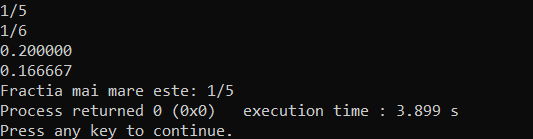 1/5
1/6
0.200000
0.166667
Fractia mai mare este: 1/5
Process returned 0 (0x0)   execution time : 3.899 s
Press any key to continue.